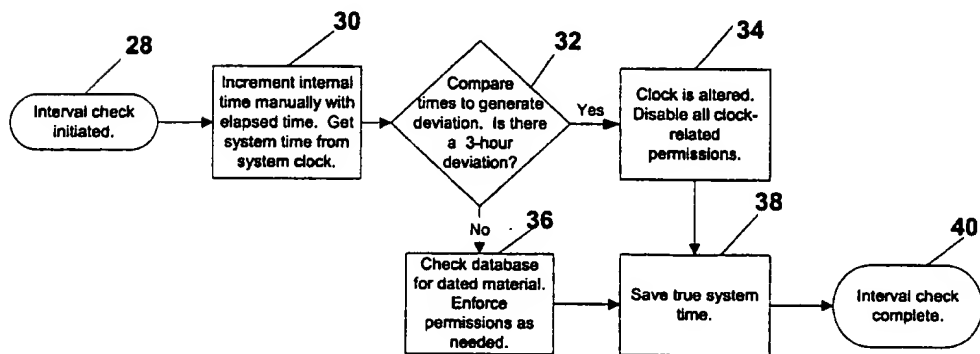 28
Interval check
initiated.
30
Increment internal
time manually with
elapsed time. Get
system time from
system clock.
32
Compare
times to generate
deviation. Is there
a 3-hour
deviation?
Yes
34
Clock is altered.
Disable all clock-
related
permissions.
No
36
Check database
for dated material.
Enforce
permissions as
needed.
38
Save true system
time.
40
Interval check
complete.